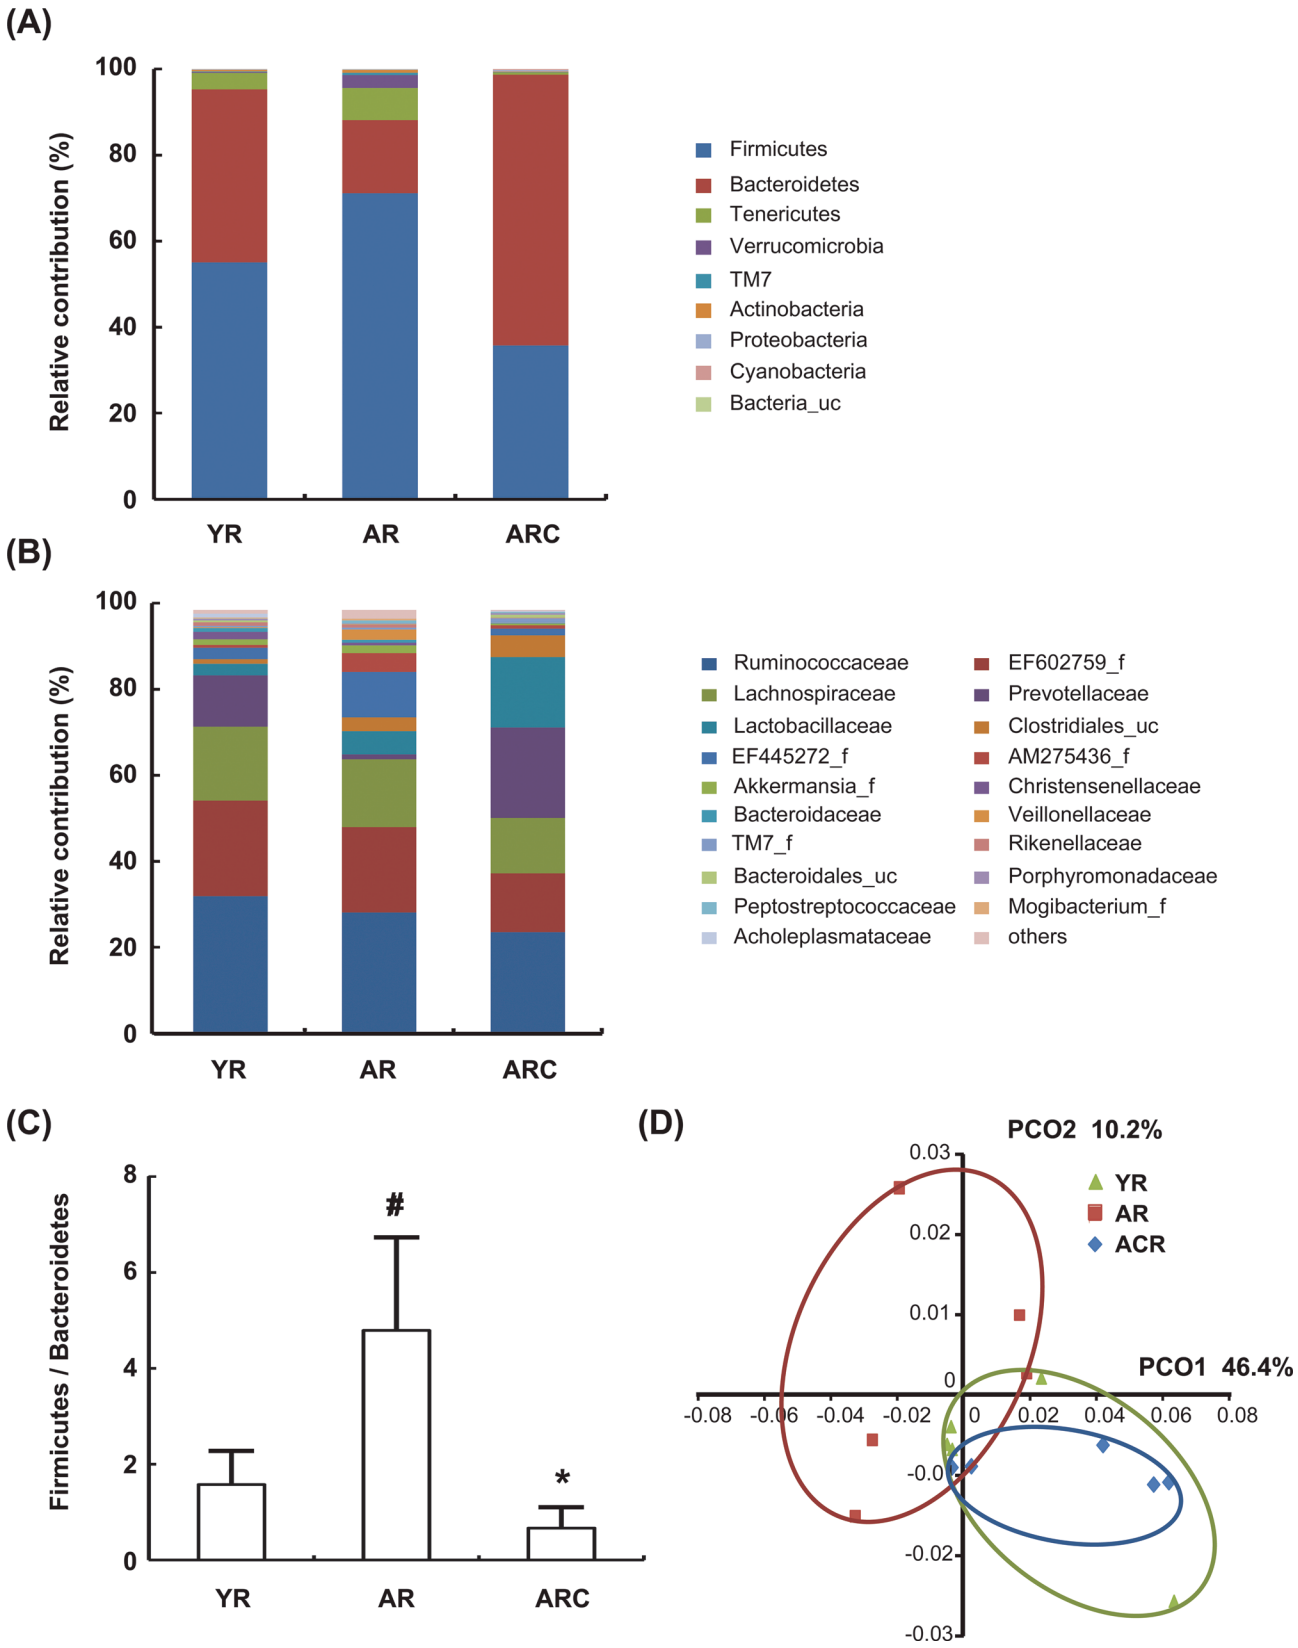 (A)
Relative contribution (%)
100
80
60
40
20
0
YR AR ARC
Firmicutes
Bacteroidetes
Tenericutes
Verrucomicrobia
TM7
Actinobacteria
Proteobacteria
Cyanobacteria
Bacteria_uc
(B)
Relative contribution (%)
100
80
60
40
20
0
YR AR ARC
Ruminococcaceae EF602759_f
Lachnospiraceae Prevotellaceae
Lactobacillaceae Clostridiales_uc
EF445272_f AM275436_f
Akkermansia_f Christensenellaceae
Bacteroidaceae Veillonellaceae
TM7_f Rikenellaceae
Bacteroidales_uc Porphyromonadaceae
Peptostreptococcaceae Mogibacterium_f
Acholeplasmataceae others
(C)
Firmicutes / Bacteroidetes
8
6
4
2
0
#
*
YR AR ARC
(D)
PCO2 10.2%
0.03
YR
AR
ACR
0.02
0.01
PCO1 46.4%
0
-0.08 -0.06 -0.04 -0.02 0 0.02 0.04 0.06 0.08
-0.0
-0.02
-0.03